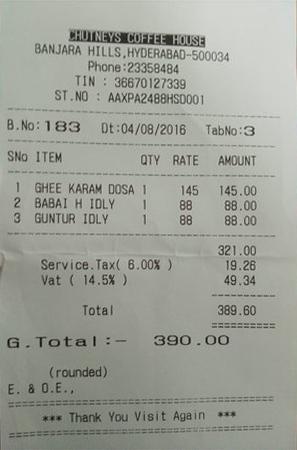 CHUTNEYS COFFEE HOUSE
BANJARA HILLS,HYDERABAD-500034
Phone:23358484
TIN : 36670127339
ST.NO : AAXPA2488HSD001
B.No:183 Dt:04/08/2016 TabNo:3
SNo ITEM QTY RATE AMOUNT
1 GHEE KARAM DOSA 1 145 145.00
2 BABAI H IDLY 1 88 88.00
3 GUNTUR IDLY 1 88 88.00
321.00
Service.Tax( 6.00% ) 19.26
Vat ( 14.5% ) 49.34
Total 389.60
G.Total:- 390.00
(rounded)
E. & O.E.,
*** Thank You Visit Again ***